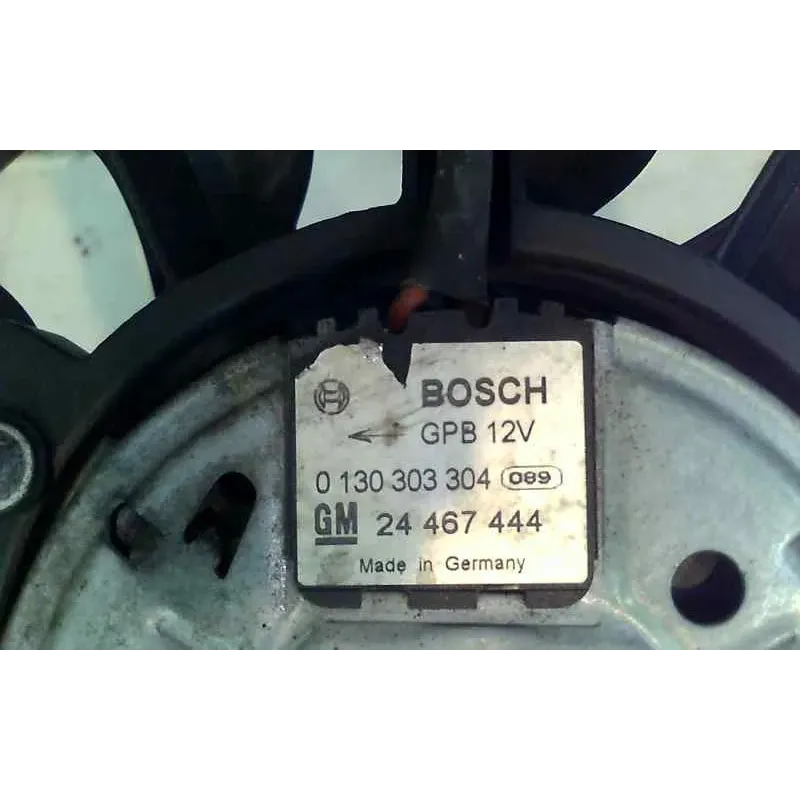 BOSCH
GPB 12V
0 130 303 304 089
GM 24 467 444
Made in Germany